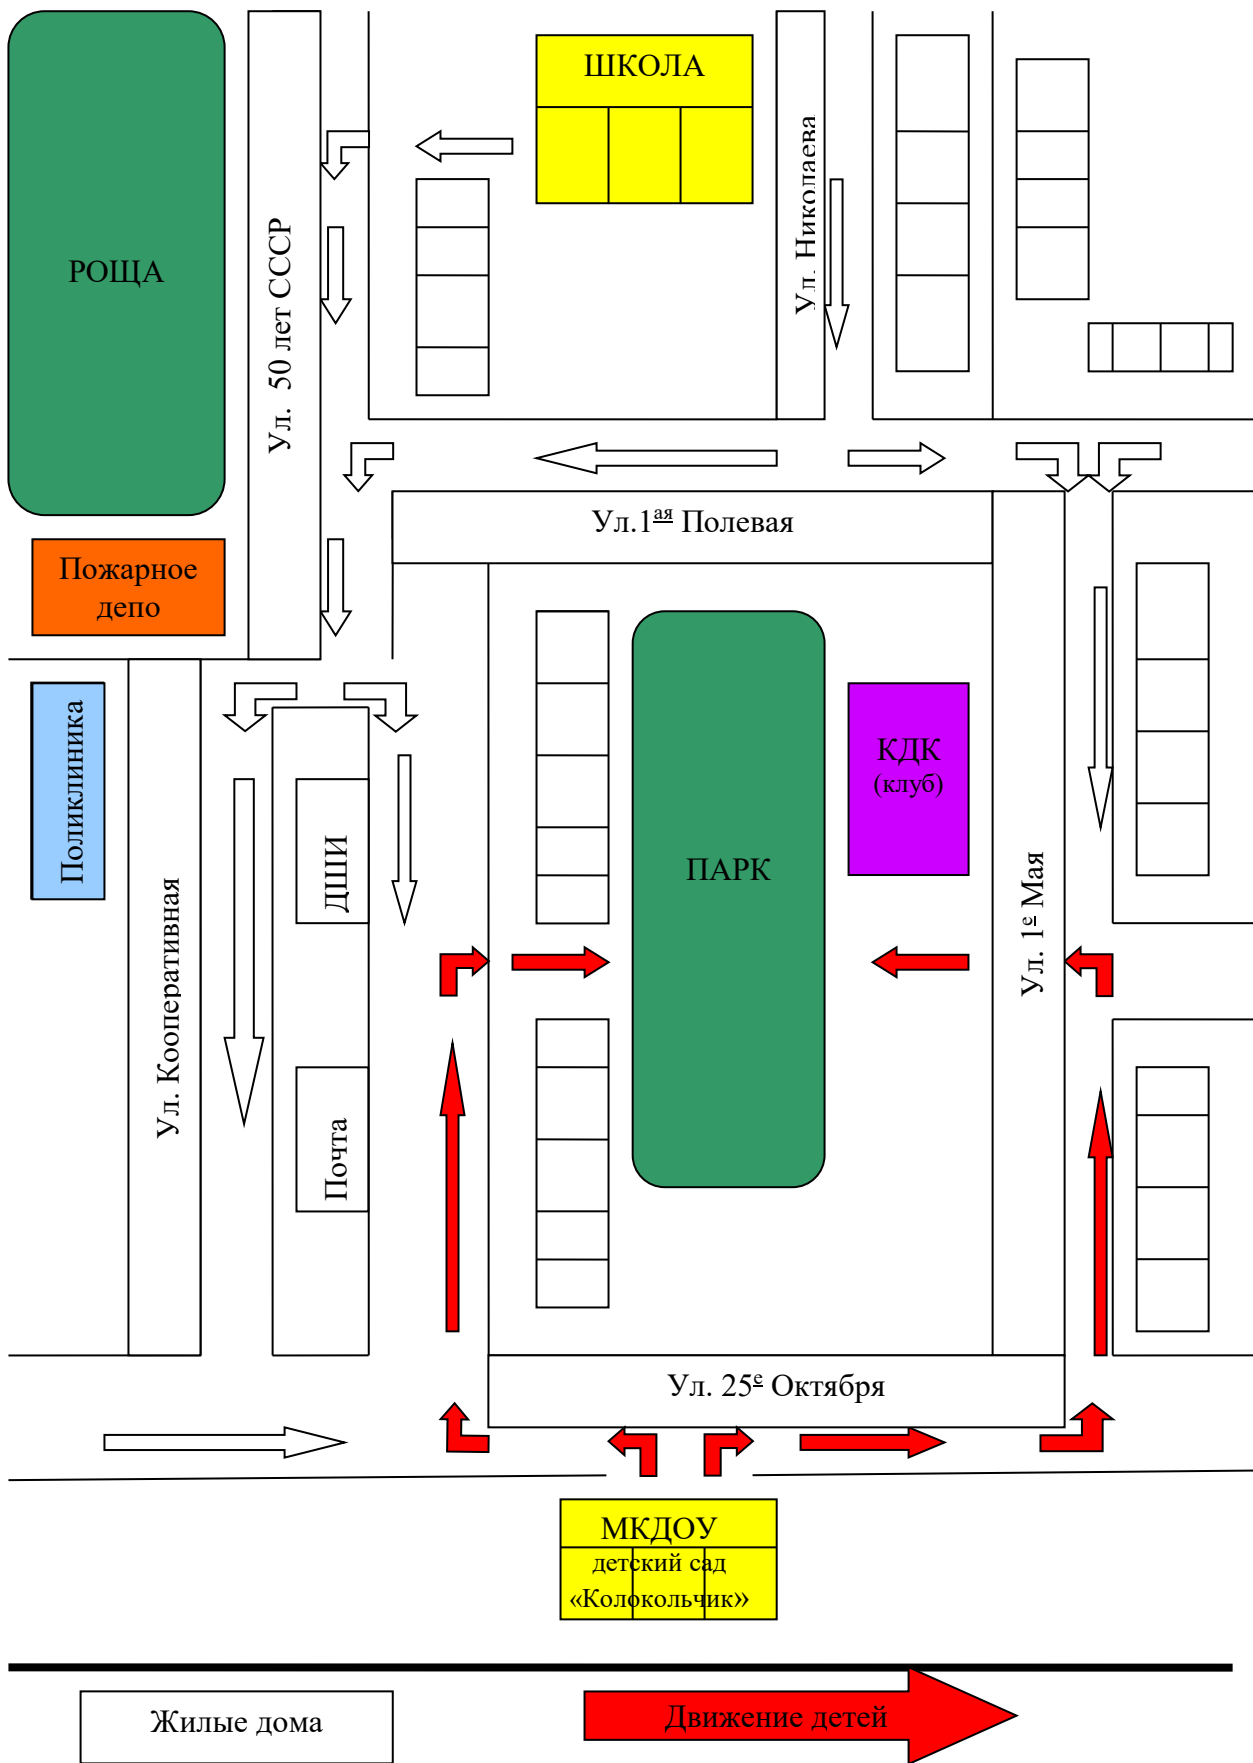 ШКОЛА
РОЩА
Ул. 50 лет СССР
Ул. Николаева
Ул.1ая Полевая
Пожарное
депо
Поликлиника
КДК
(клуб)
ДШИ
ПАРК
Ул. Кооперативная
Ул. 1е Мая
Почта
Ул. 25е Октября
МКДОУ
детский сад
«Колокольчик»
Жилые дома
Движение детей